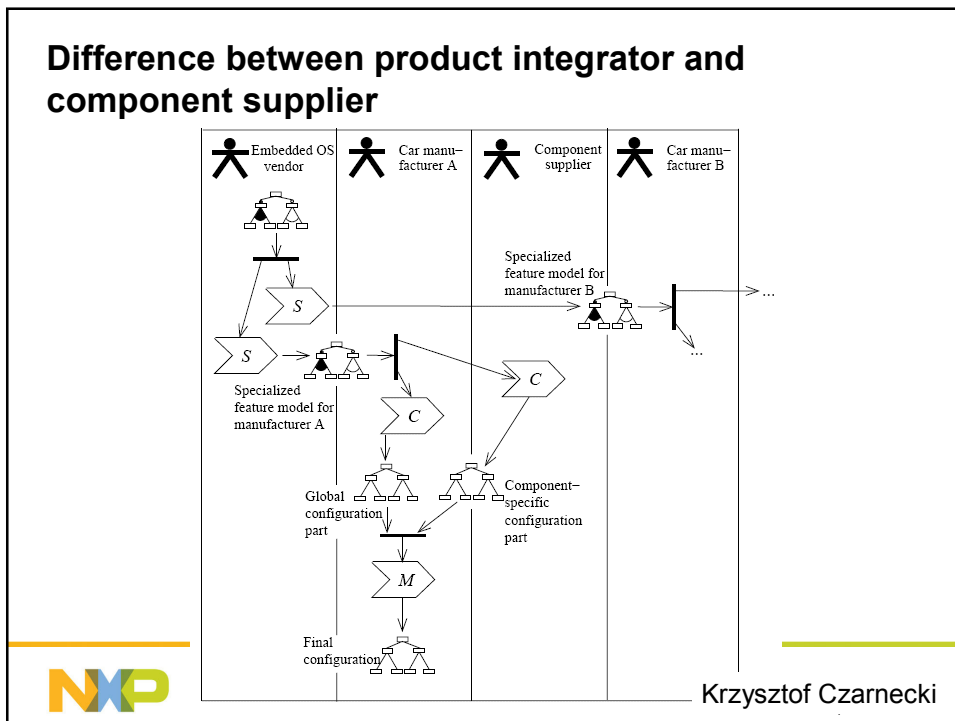 Difference between product integrator and
component supplier
Embedded OS
vendor
Car manu–
facturer A
Component
supplier
Car manu–
facturer B
Specialized
feature model for
manufacturer B
S
...
S
...
C
Specialized
feature model for
manufacturer A
C
Global
configuration
part
Component–
specific
configuration
part
M
Final
configuration
NXP
Krzysztof Czarnecki